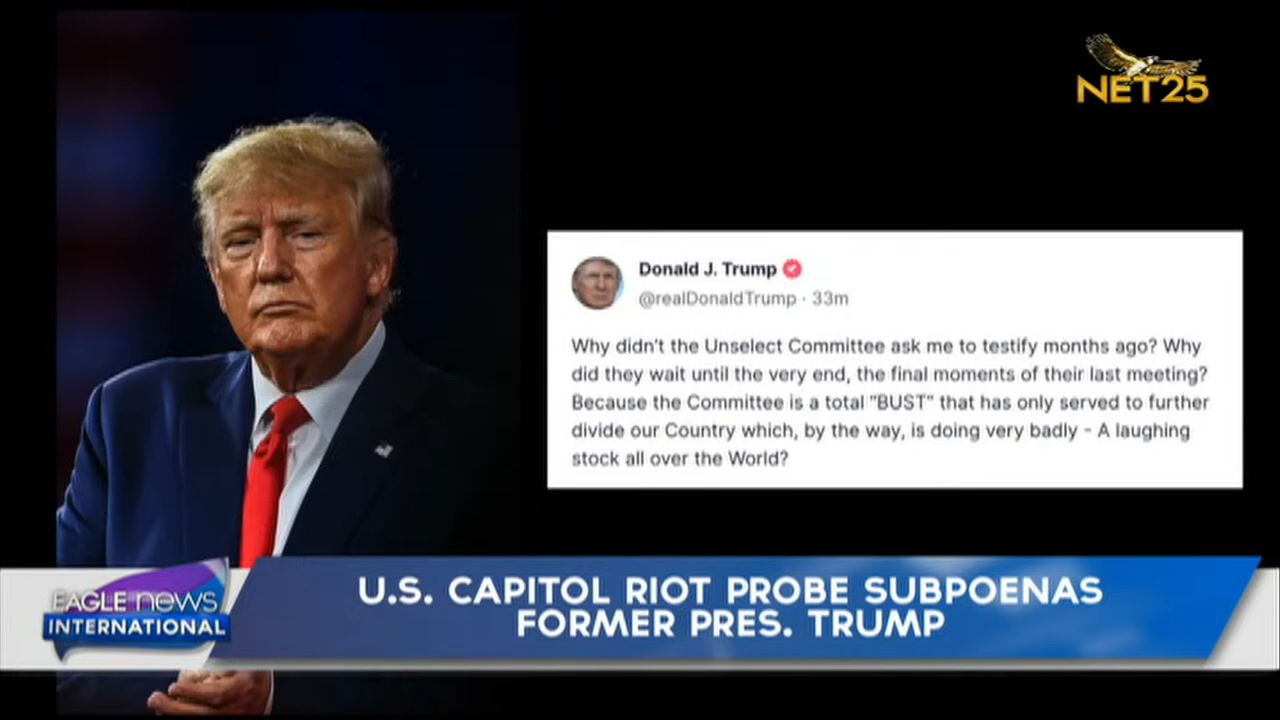 NET25
Donald J. Trump
@realDonaldTrump · 33m
Why didn't the Unselect Committee ask me to testify months ago? Why
did they wait until the very end, the final moments of their last meeting?
Because the Committee is a total "BUST" that has only served to further
divide our Country which, by the way, is doing very badly - A laughing
stock all over the World?
EAGLE news
INTERNATIONAL
U.S. CAPITOL RIOT PROBE SUBPOENAS
FORMER PRES. TRUMP